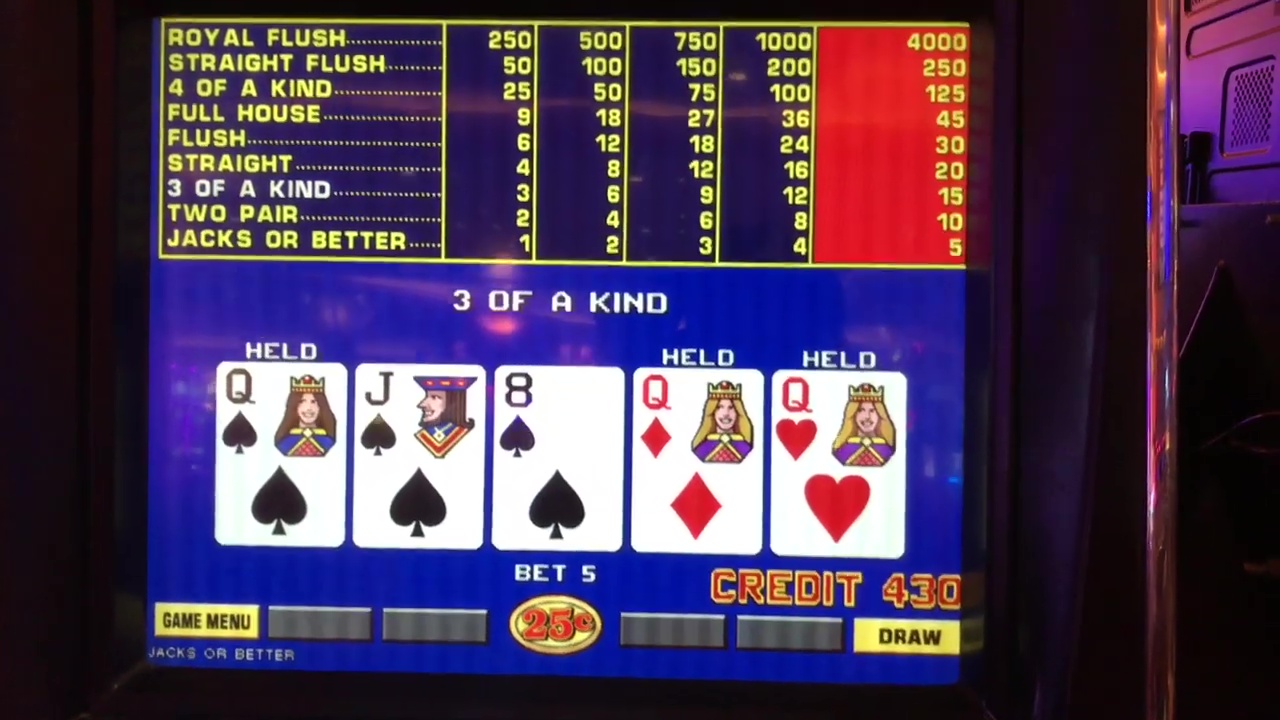 ROYAL FLUSH 250 500 750 1000 4000
STRAIGHT FLUSH 50 100 150 200 250
4 OF A KIND 25 50 75 100 125
FULL HOUSE 9 18 27 36 45
FLUSH 6 12 18 24 30
STRAIGHT 4 8 12 16 20
3 OF A KIND 3 6 9 12 15
TWO PAIR 2 4 6 8 10
JACKS OR BETTER 1 2 3 4 5
3 OF A KIND
HELD HELD HELD
Q J 8 Q Q
BET 5 CREDIT 430
GAME MENU 25¢ DRAW
JACKS OR BETTER